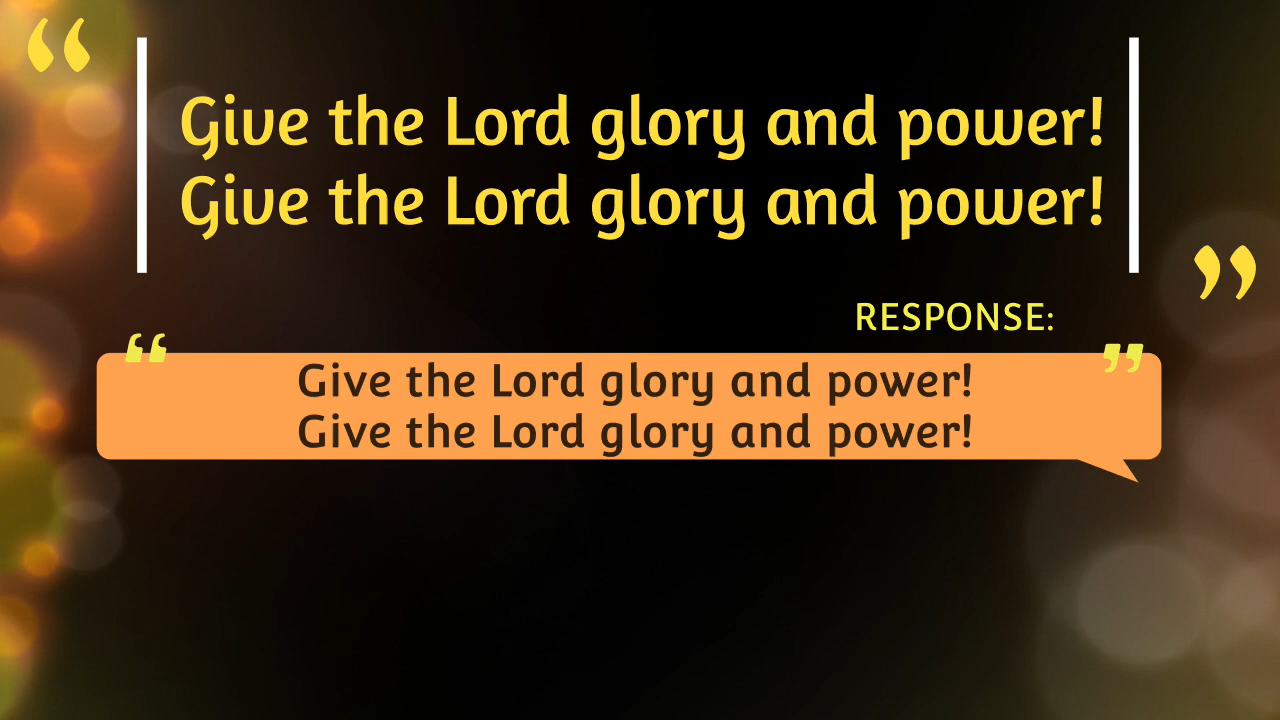 “
Give the Lord glory and power!
Give the Lord glory and power!
”
RESPONSE:
“ ”
Give the Lord glory and power!
Give the Lord glory and power!